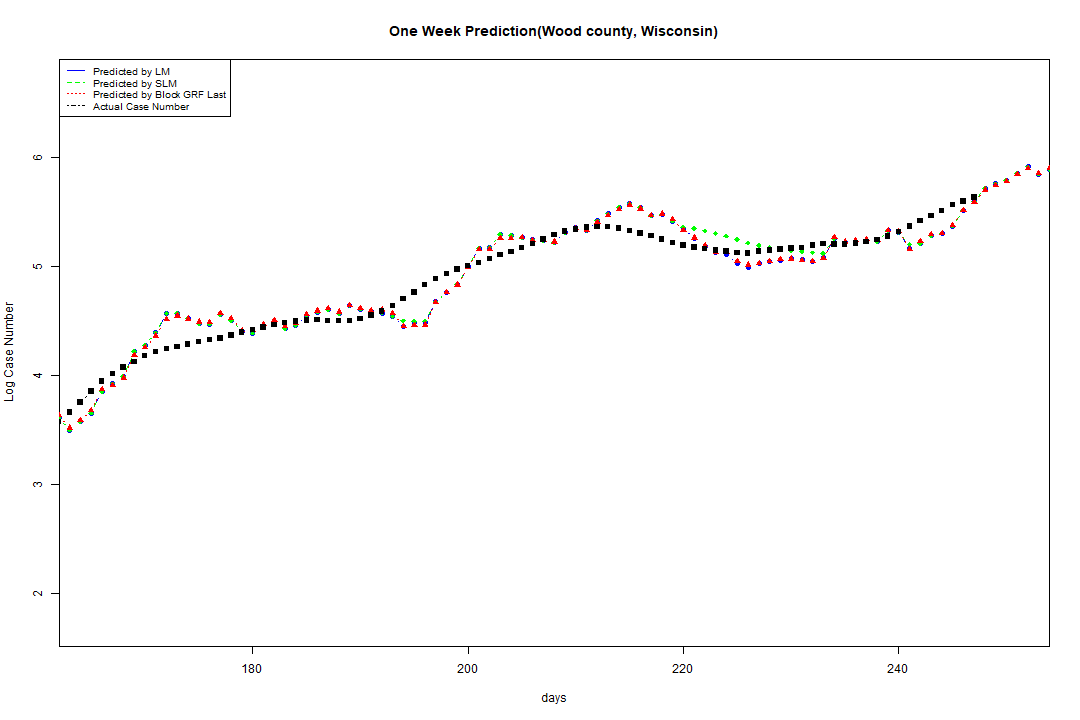 One Week Prediction(Wood county, Wisconsin)
Predicted by LM
Predicted by SLM
Predicted by Block GRF Last
Actual Case Number
6
5
4
3
2
Log Case Number
180 200 220 240
days